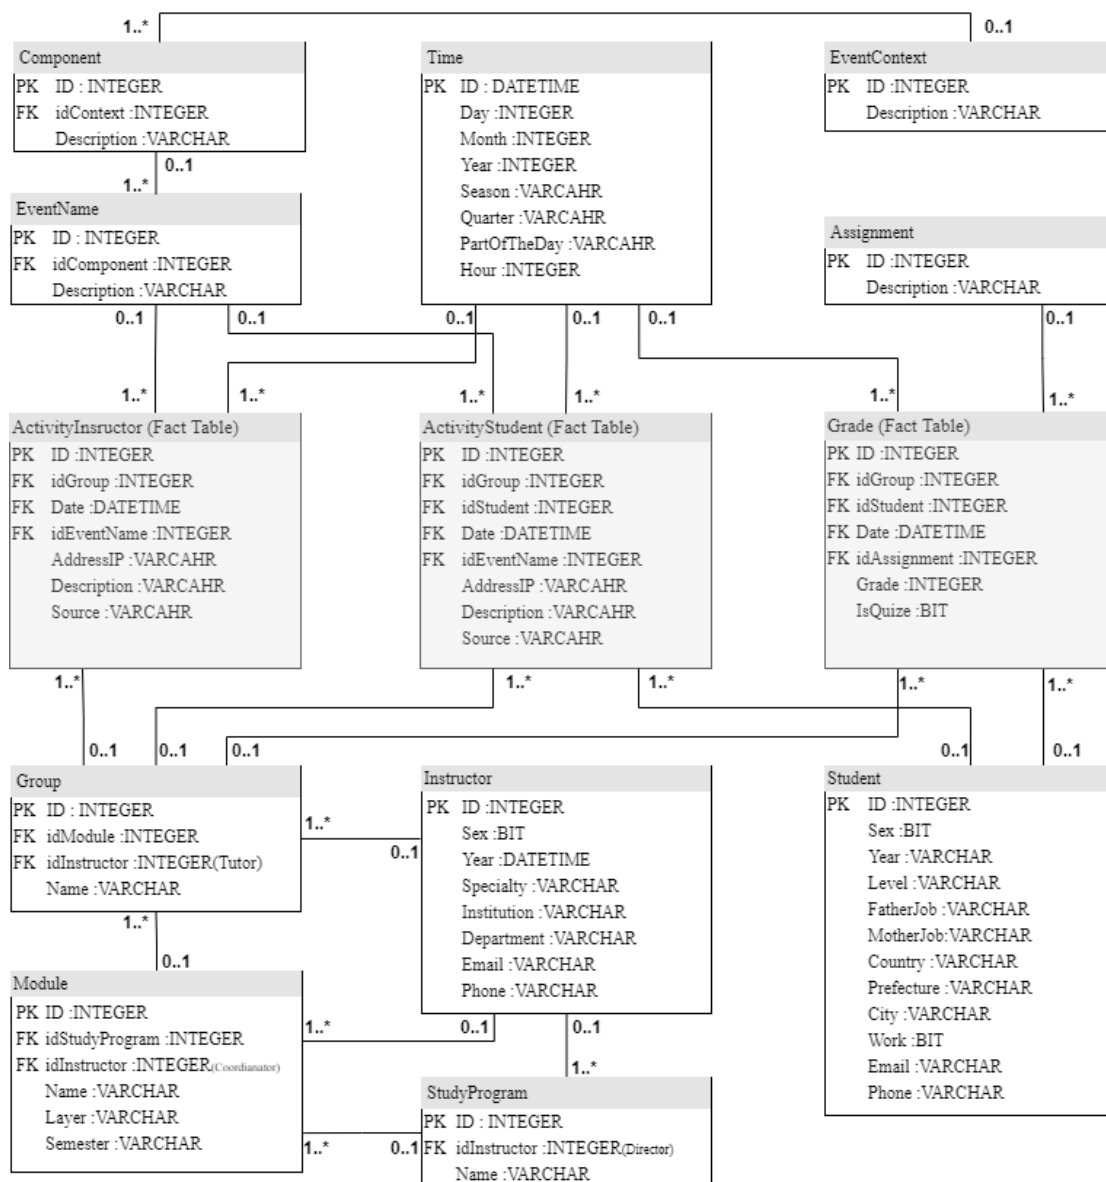 1..*
0..1
Component
PK ID : INTEGER
FK idContext :INTEGER
Description :VARCHAR
Time
PK ID : DATETIME
Day :INTEGER
Month :INTEGER
Year :INTEGER
Season :VARCAHR
Quarter :VARCAHR
PartOfTheDay :VARCAHR
Hour :INTEGER
EventContext
PK ID :INTEGER
Description :VARCHAR
0..1
1..*
EventName
PK ID : INTEGER
FK idComponent :INTEGER
Description :VARCHAR
Assignment
PK ID :INTEGER
Description :VARCHAR
0..1
0..1
0..1
0..1
0..1
0..1
1..*
1..*
1..*
1..*
1..*
1..*
ActivityInsructor (Fact Table)
PK ID :INTEGER
FK idGroup :INTEGER
FK Date :DATETIME
FK idEventName :INTEGER
AddressIP :VARCAHR
Description :VARCAHR
Source :VARCAHR
ActivityStudent (Fact Table)
PK ID :INTEGER
FK idGroup :INTEGER
FK idStudent :INTEGER
FK Date :DATETIME
FK idEventName :INTEGER
AddressIP :VARCAHR
Description :VARCAHR
Source :VARCAHR
Grade (Fact Table)
PK ID :INTEGER
FK idGroup :INTEGER
FK idStudent :INTEGER
FK Date :DATETIME
FK idAssignment :INTEGER
Grade :INTEGER
IsQuize :BIT
1..*
1..*
1..*
1..*
1..*
0..1
0..1
0..1
0..1
0..1
Group
PK ID : INTEGER
FK idModule :INTEGER
FK idInstructor :INTEGER(Tutor)
Name :VARCHAR
1..*
0..1
Instructor
PK ID :INTEGER
Sex :BIT
Year :DATETIME
Specialty :VARCHAR
Institution :VARCHAR
Department :VARCHAR
Email :VARCHAR
Phone :VARCHAR
Student
PK ID :INTEGER
Sex :BIT
Year :VARCHAR
Level :VARCHAR
FatherJob :VARCHAR
MotherJob:VARCHAR
Country :VARCHAR
Prefecture :VARCHAR
City :VARCHAR
Work :BIT
Email :VARCHAR
Phone :VARCHAR
1..*
0..1
Module
PK ID :INTEGER
FK idStudyProgram :INTEGER
FK idInstructor :INTEGER(Coordianator)
Name :VARCHAR
Layer :VARCHAR
Semester :VARCHAR
1..*
0..1
0..1
1..*
StudyProgram
PK ID : INTEGER
FK idInstructor :INTEGER(Director)
Name :VARCHAR
1..*
0..1